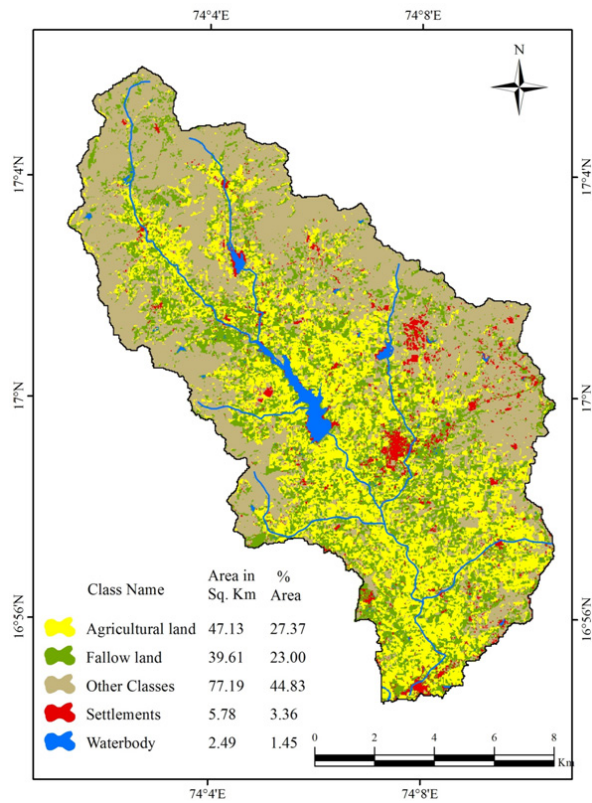 74°4'E 74°8'E
N
17°4'N 17°4'N
17°N 17°N
16°56'N 16°56'N
Class Name Area in Sq. Km % Area
Agricultural land 47.13 27.37
Fallow land 39.61 23.00
Other Classes 77.19 44.83
Settlements 5.78 3.36
Waterbody 2.49 1.45
0 2 4 6 8
Km
74°4'E 74°8'E